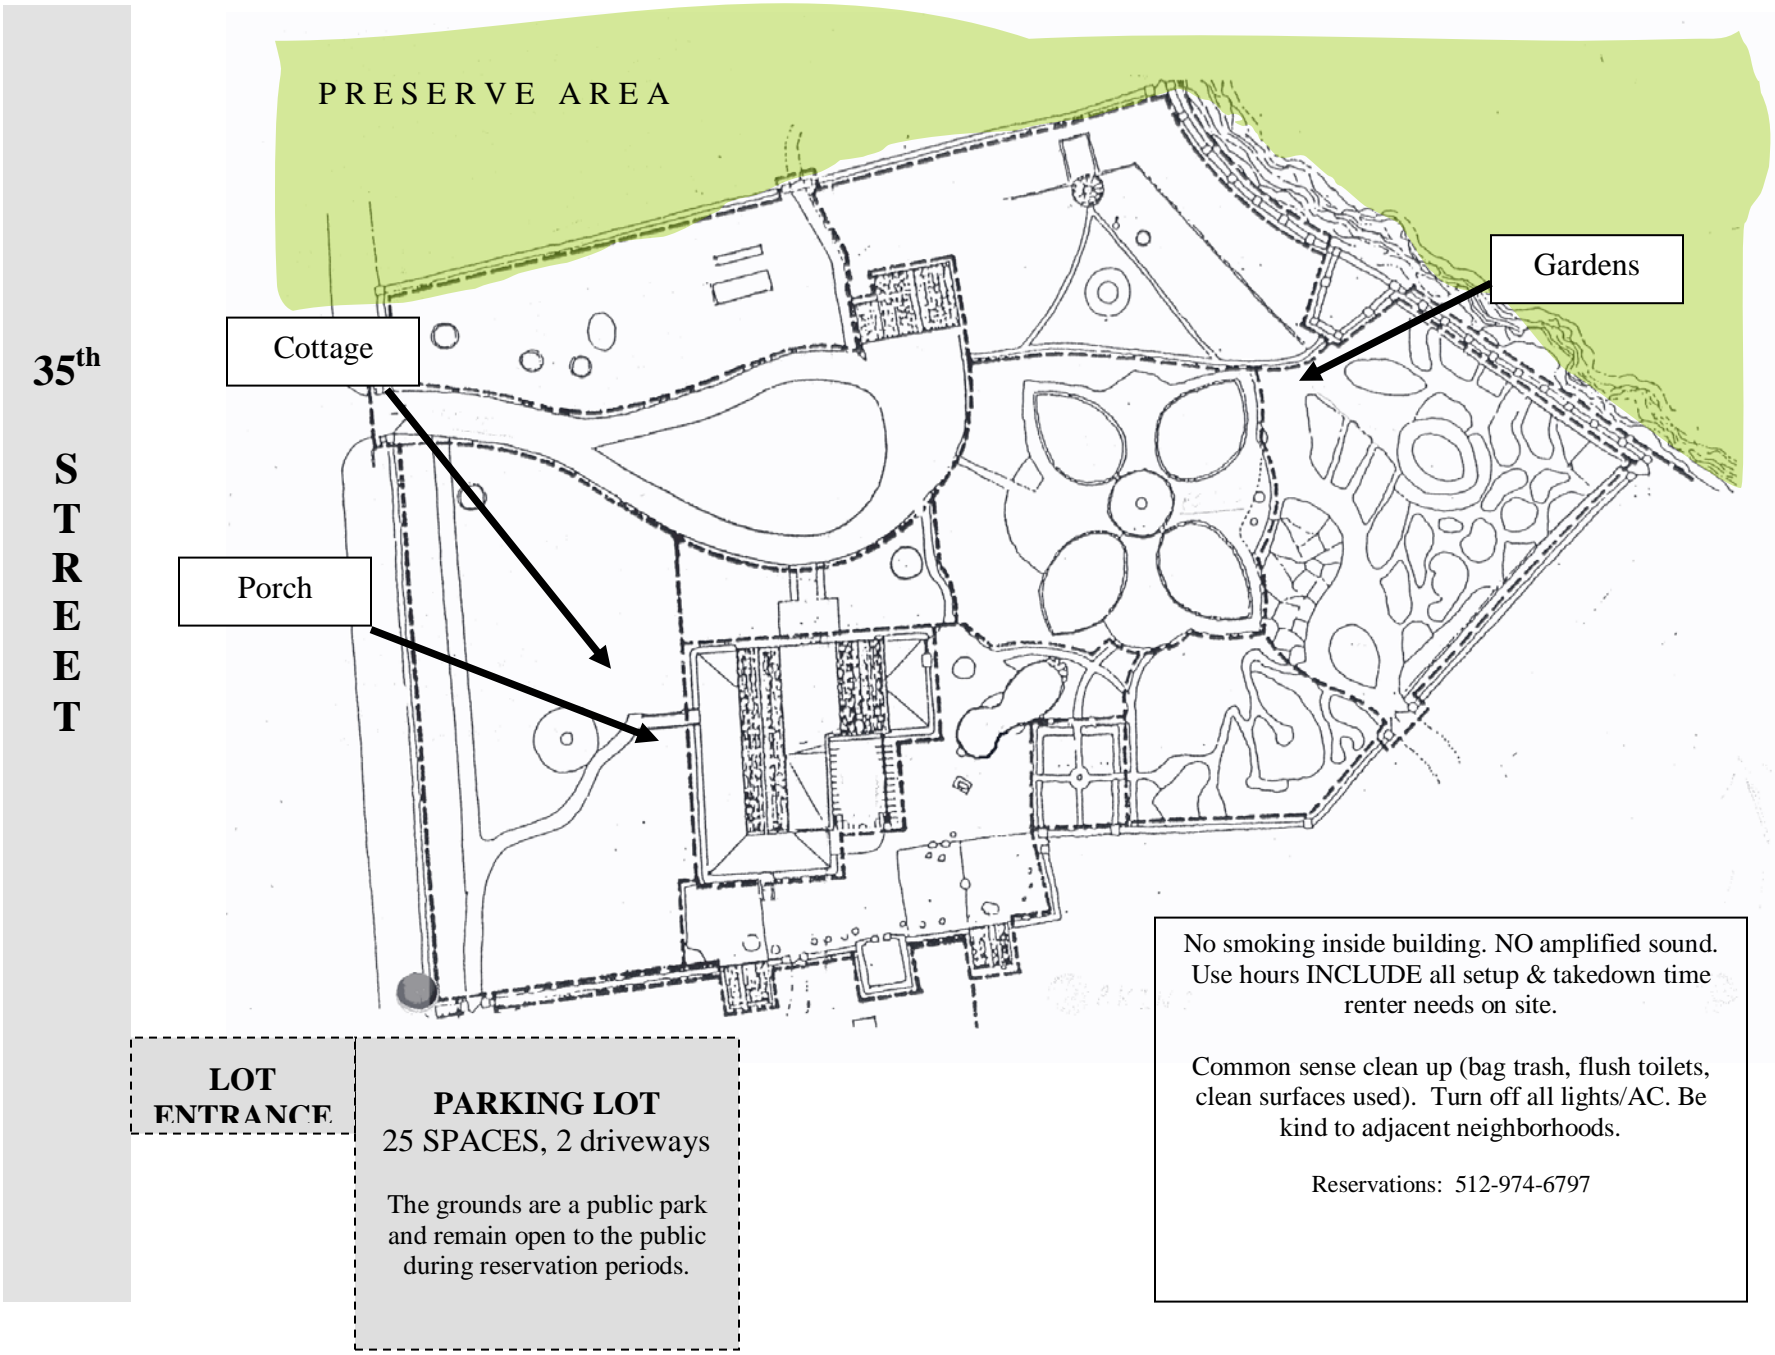 PRESERVE AREA
Gardens
Cottage
35th
STREET
Porch
No smoking inside building. NO amplified sound.
Use hours INCLUDE all setup & takedown time
renter needs on site.
Common sense clean up (bag trash, flush toilets,
clean surfaces used). Turn off all lights/AC. Be
kind to adjacent neighborhoods.
Reservations: 512-974-6797
LOT
ENTRANCE
PARKING LOT
25 SPACES, 2 driveways
The grounds are a public park
and remain open to the public
during reservation periods.